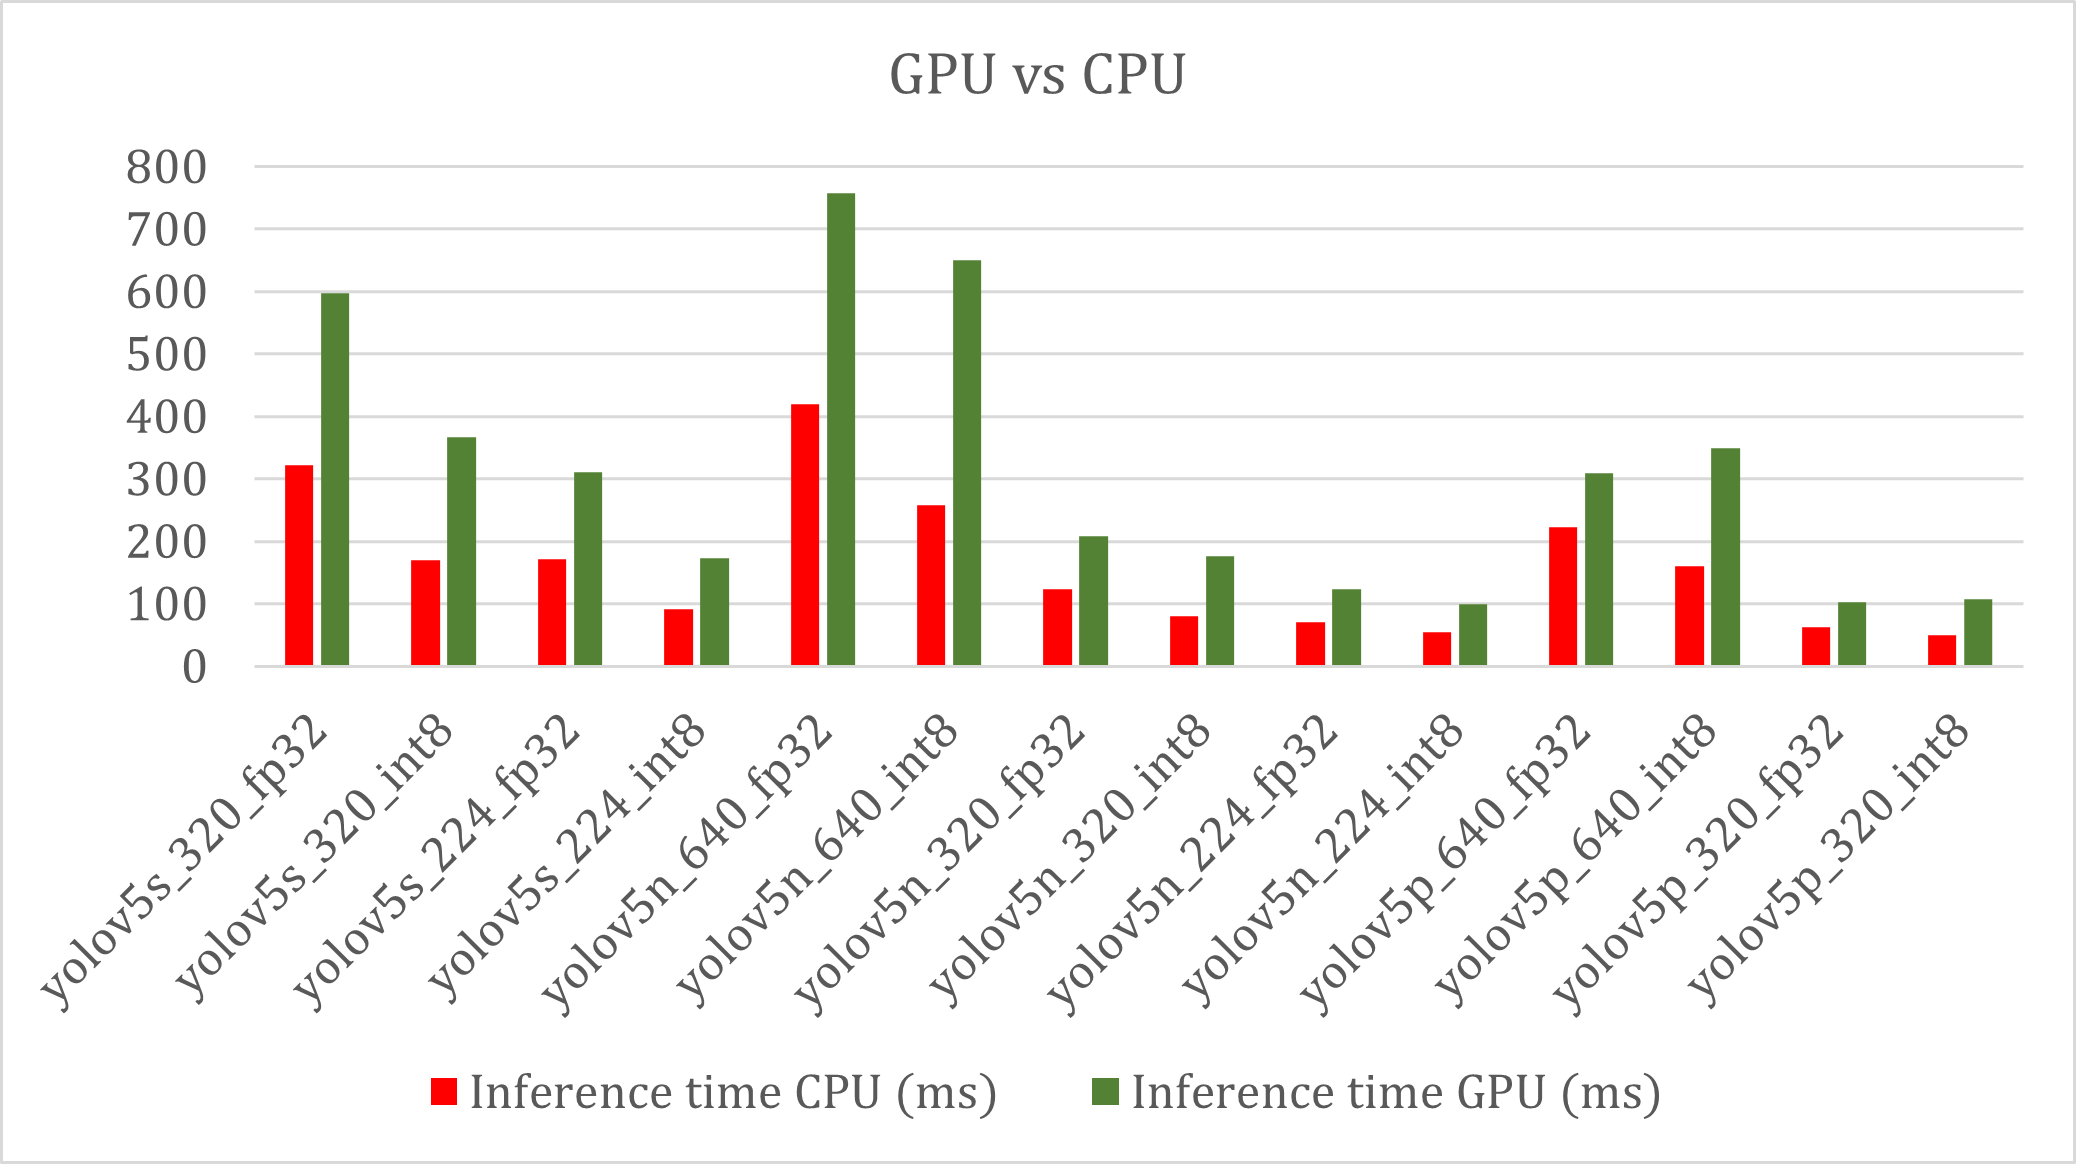 GPU vs CPU
800
700
600
500
400
300
200
100
0
yolov5s_320_fp32
yolov5s_320_int8
yolov5s_224_fp32
yolov5s_224_int8
yolov5n_640_fp32
yolov5n_640_int8
yolov5n_320_fp32
yolov5n_320_int8
yolov5n_224_fp32
yolov5n_224_int8
yolov5p_640_fp32
yolov5p_640_int8
yolov5p_320_fp32
yolov5p_320_int8
Inference time CPU (ms)
Inference time GPU (ms)